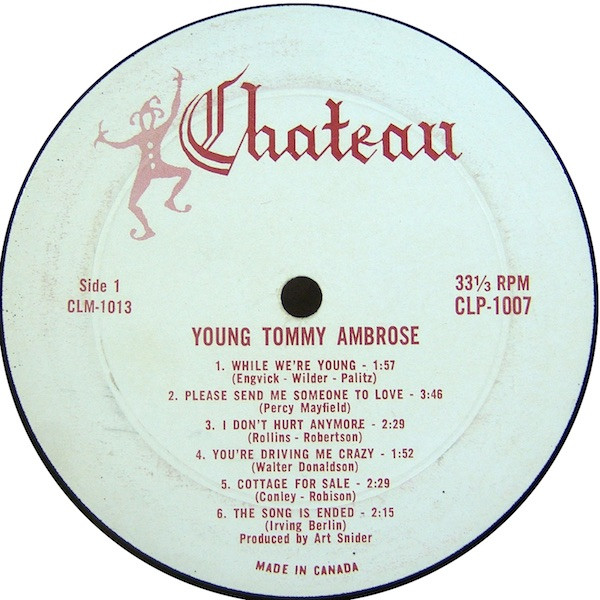 Chateau
Side 1
CLM-1013
33⅓ RPM
CLP-1007
YOUNG TOMMY AMBROSE
1. WHILE WE'RE YOUNG - 1:57
(Engvick - Wilder - Palitz)
2. PLEASE SEND ME SOMEONE TO LOVE - 3:46
(Percy Mayfield)
3. I DON'T HURT ANYMORE - 2:29
(Rollins - Robertson)
4. YOU'RE DRIVING ME CRAZY - 1:52
(Walter Donaldson)
5. COTTAGE FOR SALE - 2:29
(Conley - Robison)
6. THE SONG IS ENDED - 2:15
(Irving Berlin)
Produced by Art Snider
MADE IN CANADA